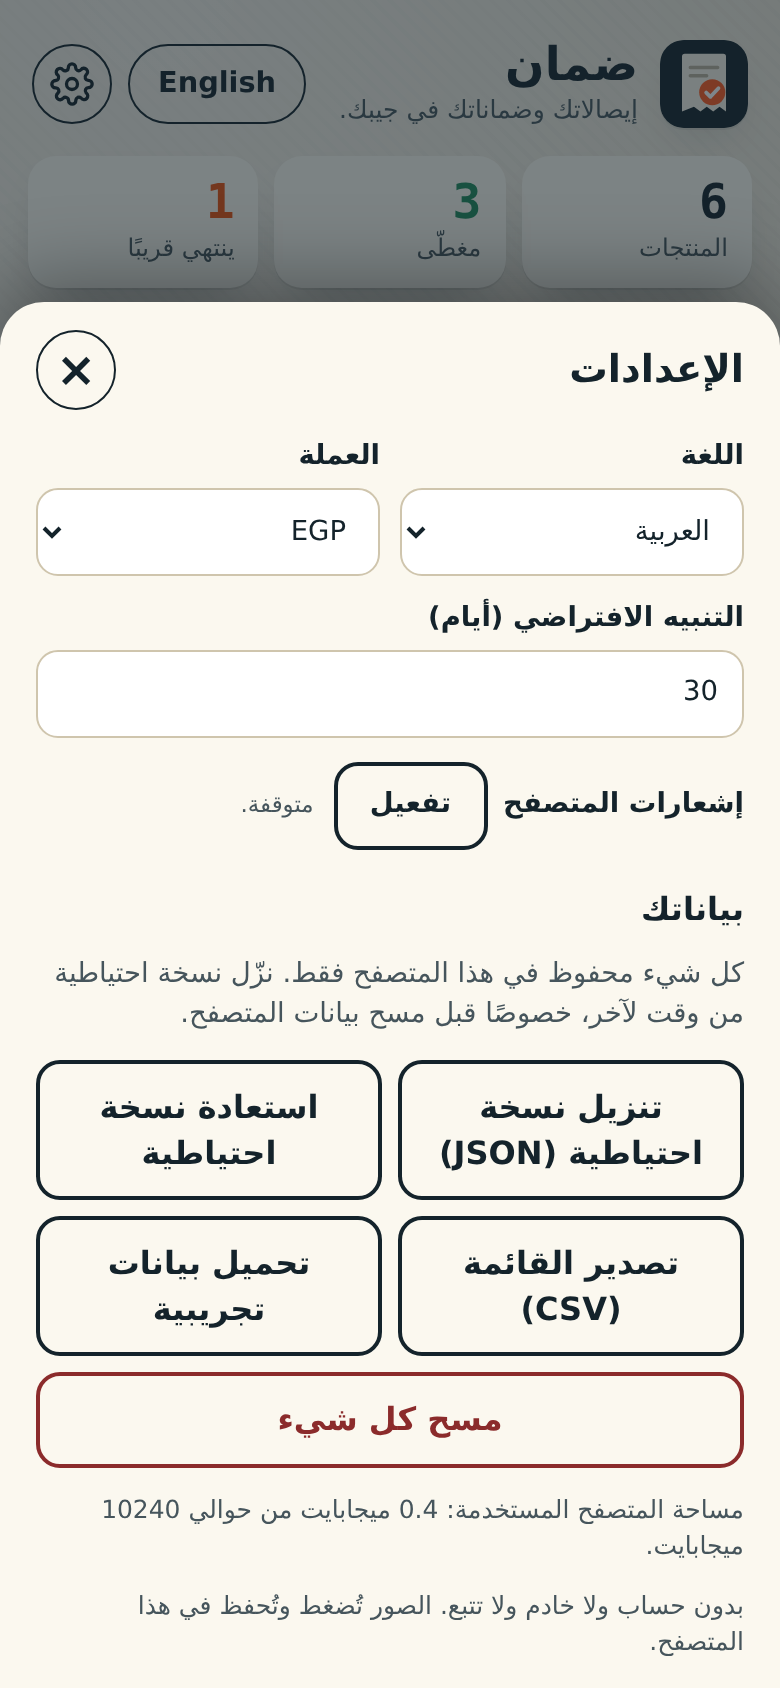 ضمان
إيصالاتك وضماناتك في جيبك.
English
6
المنتجات
3
مغطّى
1
ينتهي قريبًا
الإعدادات
اللغة
العربية
العملة
EGP
التنبيه الافتراضي (أيام)
30
إشعارات المتصفح
تفعيل
متوقفة.
بياناتك
كل شيء محفوظ في هذا المتصفح فقط. نزّل نسخة احتياطية
من وقت لآخر، خصوصًا قبل مسح بيانات المتصفح.
تنزيل نسخة
احتياطية (JSON)
استعادة نسخة
احتياطية
تصدير القائمة
(CSV)
تحميل بيانات
تجريبية
مسح كل شيء
مساحة المتصفح المستخدمة: 0.4 ميجابايت من حوالي 10240
ميجابايت.
بدون حساب ولا خادم ولا تتبع. الصور تُضغط وتُحفظ في هذا
المتصفح.